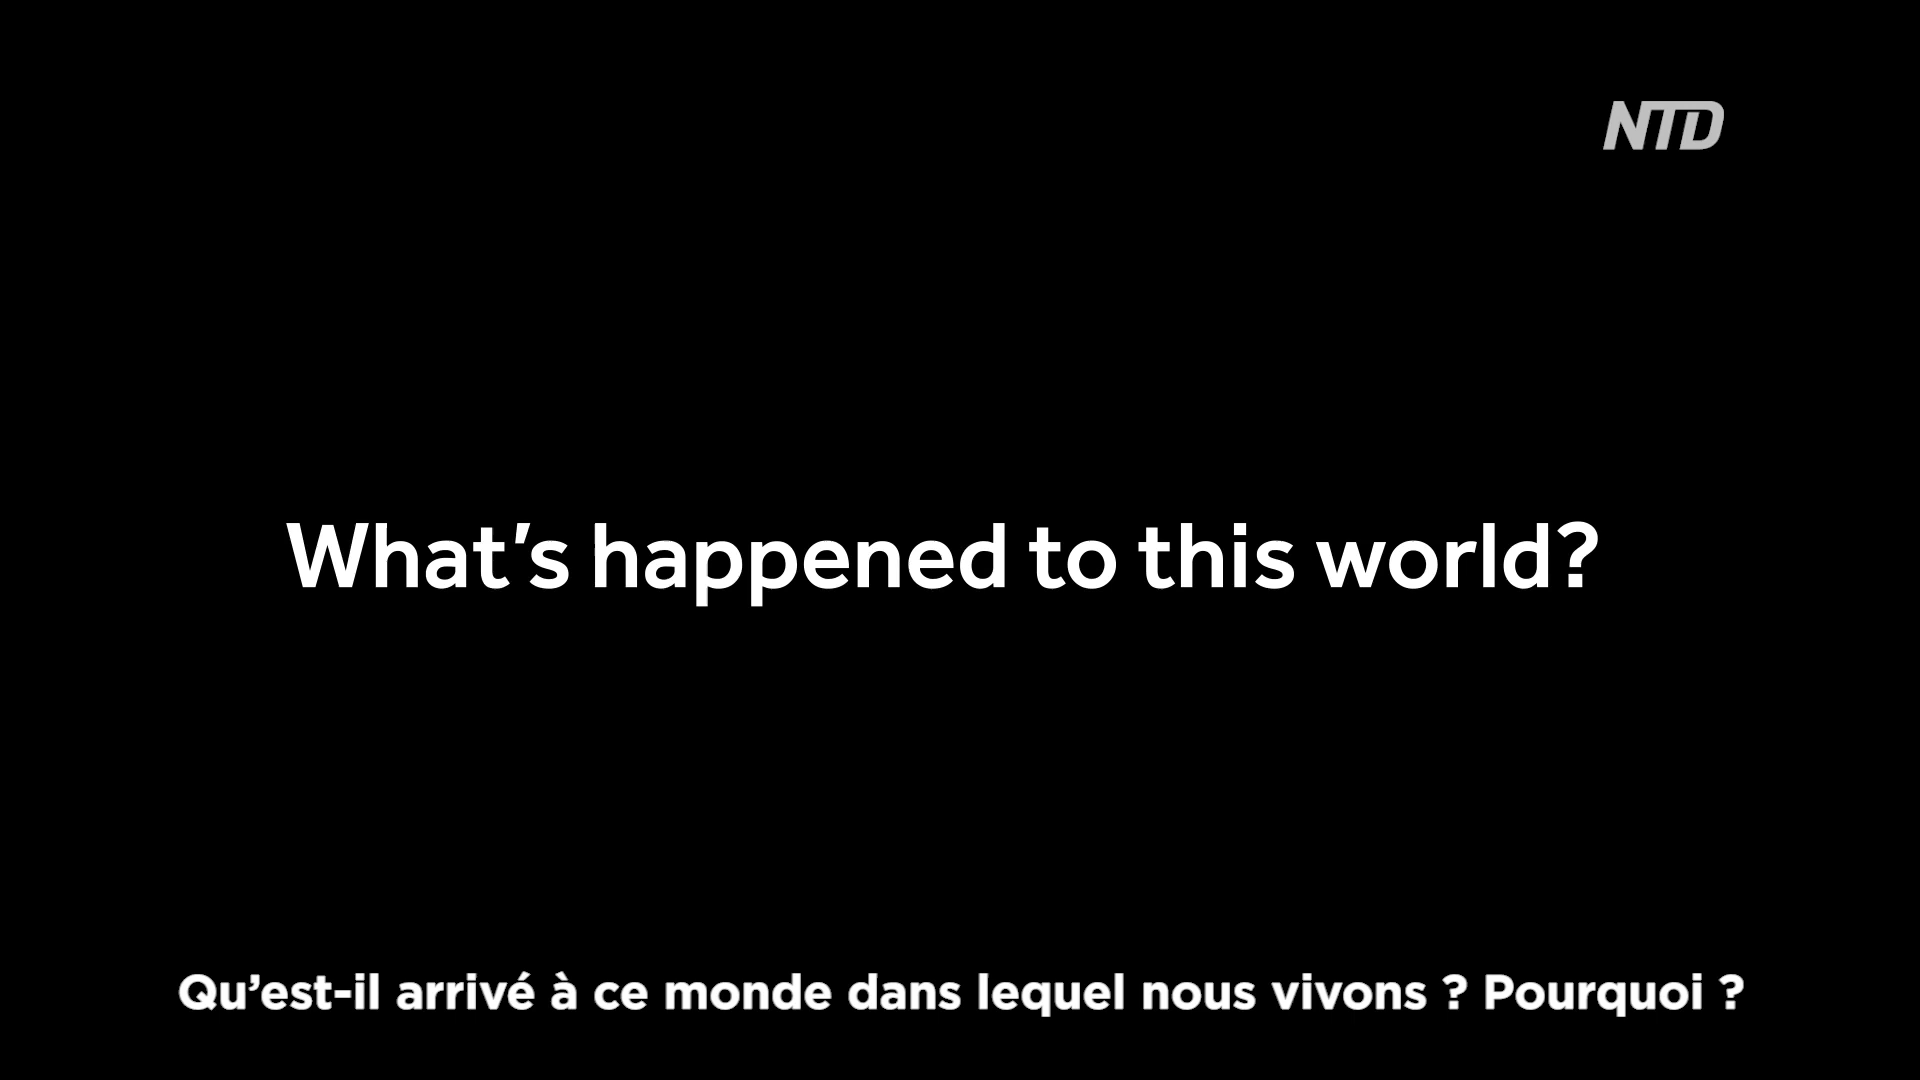 NTD
What's happened to this world?
Qu’est-il arrivé à ce monde dans lequel nous vivons ? Pourquoi ?